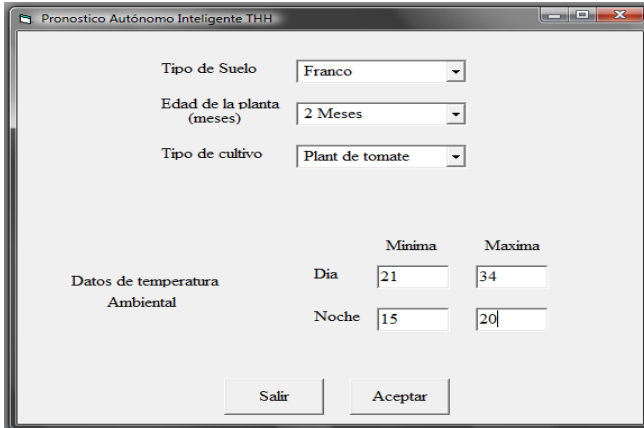 Pronostico Autónomo Inteligente THH
Tipo de Suelo Franco
Edad de la planta
(meses) 2 Meses
Tipo de cultivo Plant de tomate
Minima Maxima
Datos de temperatura
Ambiental
Dia 21 34
Noche 15 20
Salir Aceptar